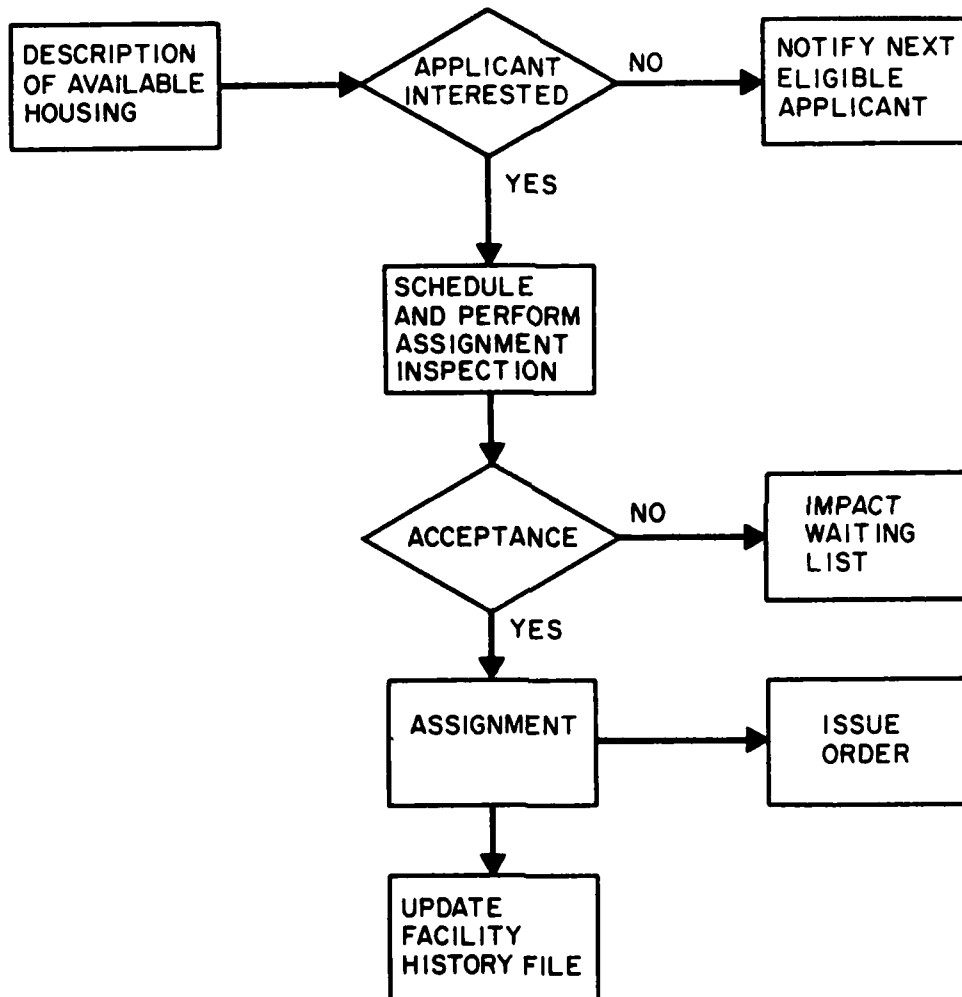 DESCRIPTION
OF AVAILABLE
HOUSING
APPLICANT
INTERESTED
NO
NOTIFY NEXT
ELIGIBLE
APPLICANT
YES
SCHEDULE
AND PERFORM
ASSIGNMENT
INSPECTION
ACCEPTANCE
NO
IMPACT
WAITING
LIST
YES
ASSIGNMENT
ISSUE
ORDER
UPDATE
FACILITY
HISTORY FILE